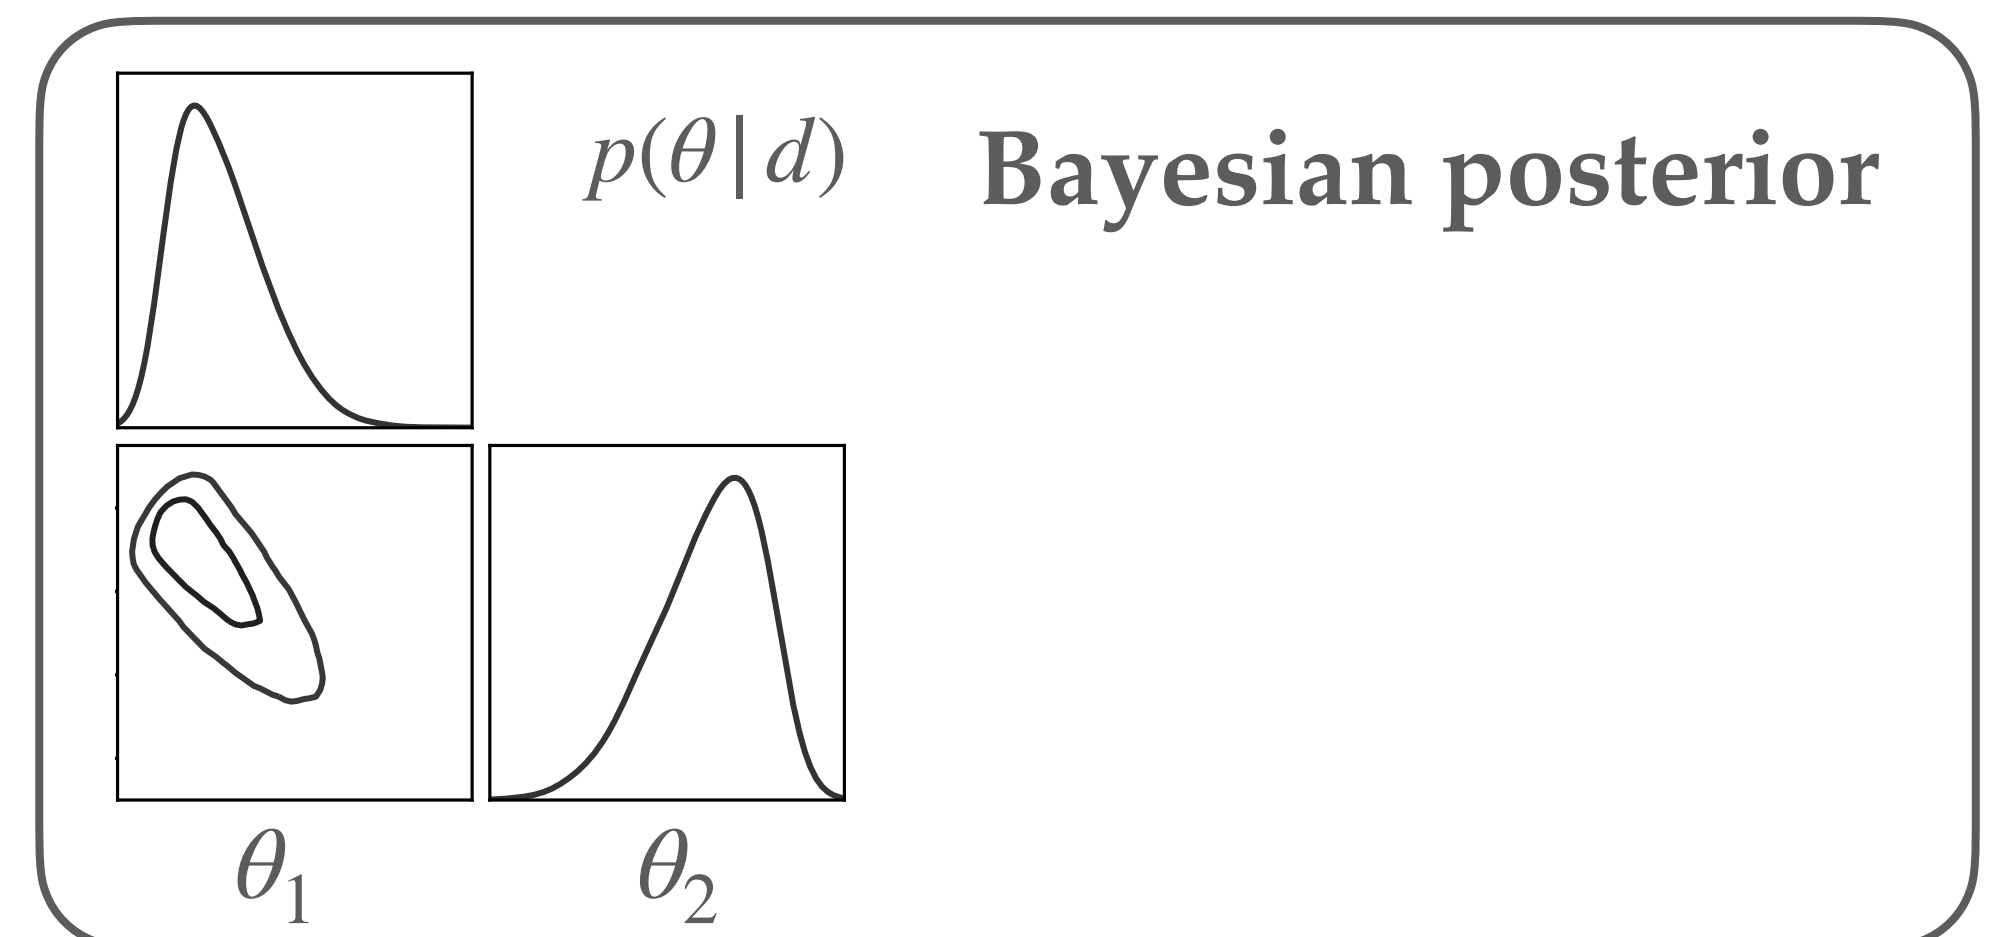 p(θ | d) Bayesian posterior
θ₁ θ₂